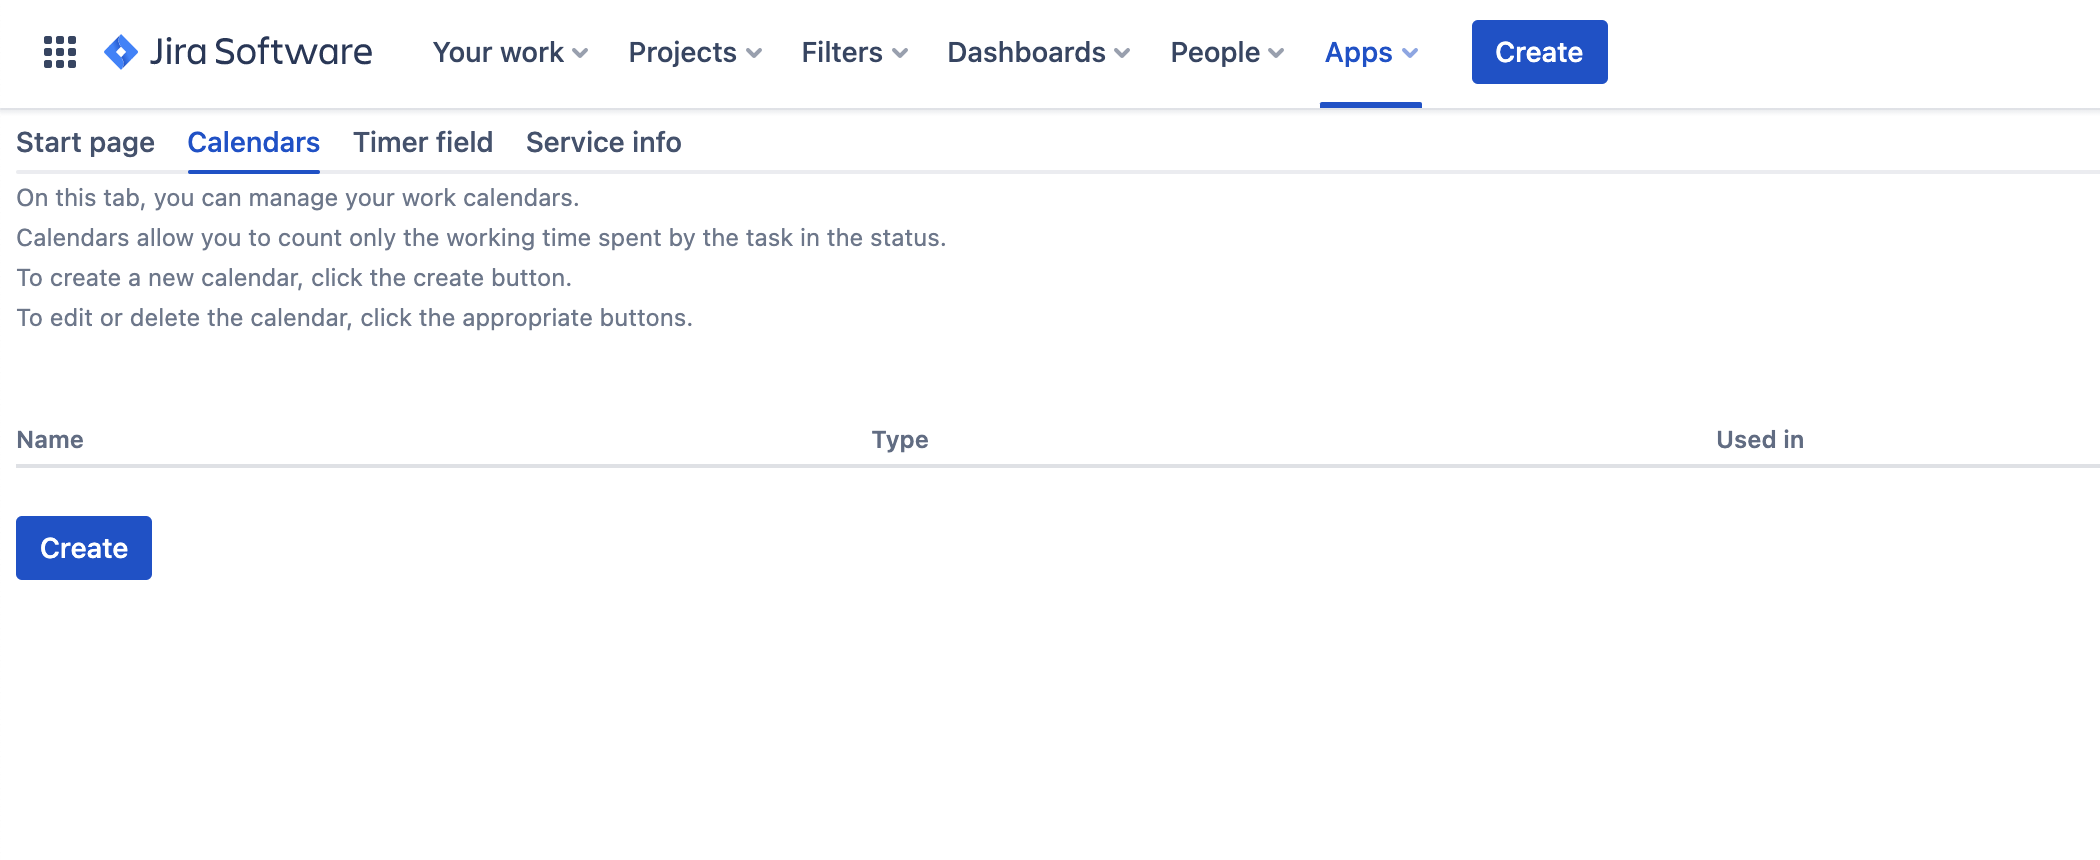 Jira Software Your work Projects Filters Dashboards People Apps Create
Start page Calendars Timer field Service info
On this tab, you can manage your work calendars.
Calendars allow you to count only the working time spent by the task in the status.
To create a new calendar, click the create button.
To edit or delete the calendar, click the appropriate buttons.
Name Type Used in
Create